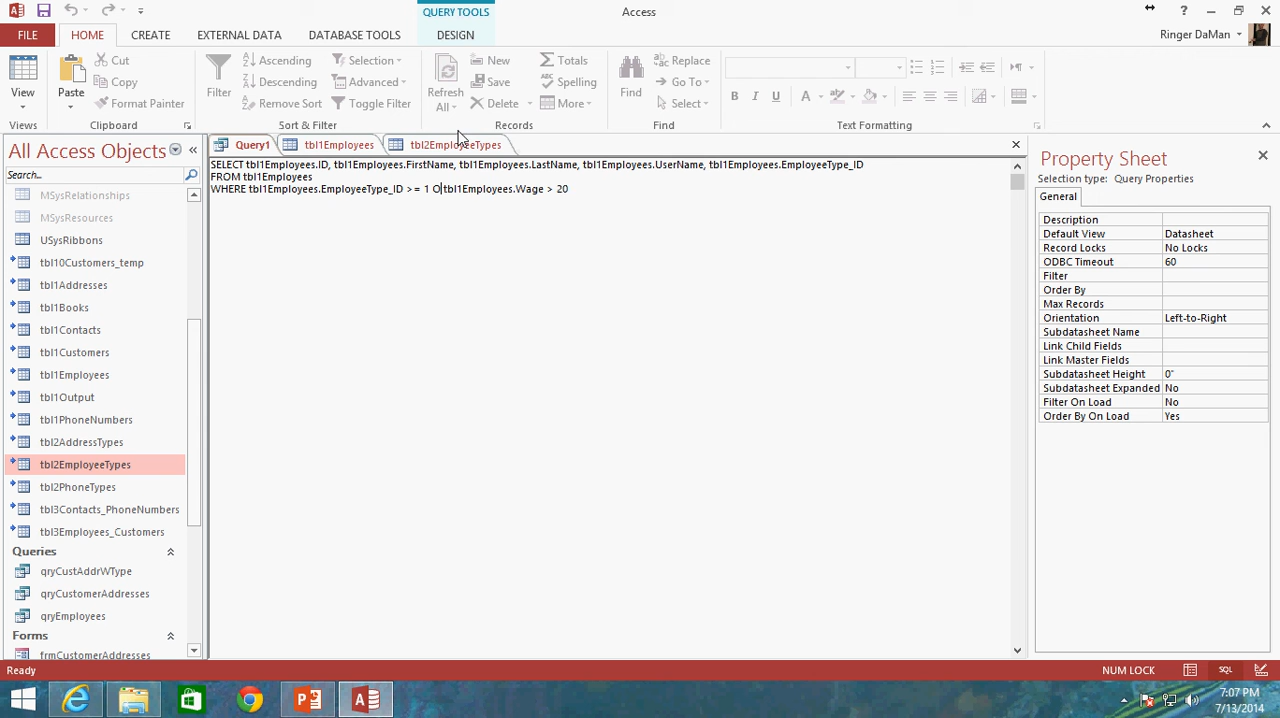 QUERY TOOLS
Access
FILE
HOME
CREATE
EXTERNAL DATA
DATABASE TOOLS
DESIGN
Ringer DaMan
View
Paste
Cut
Copy
Format Painter
Filter
Ascending
Descending
Remove Sort
Selection
Advanced
Toggle Filter
Refresh
All
New
Save
Delete
Totals
Spelling
More
Find
Replace
Go To
Select
Views
Clipboard
Sort & Filter
Records
Find
Text Formatting
All Access Objects
Search...
MSysRelationships
MSysResources
USysRibbons
tbl10Customers_temp
tbl1Addresses
tbl1Books
tbl1Contacts
tbl1Customers
tbl1Employees
tbl1Output
tbl1PhoneNumbers
tbl2AddressTypes
tbl2EmployeeTypes
tbl2PhoneTypes
tbl3Contacts_PhoneNumbers
tbl3Employees_Customers
Queries
qryCustAddrWType
qryCustomerAddresses
qryEmployees
Forms
frmCustomerAddresses
Query1
tbl1Employees
tbl2EmployeeTypes
SELECT tbl1Employees.ID, tbl1Employees.FirstName, tbl1Employees.LastName, tbl1Employees.UserName, tbl1Employees.EmployeeType_ID
FROM tbl1Employees
WHERE tbl1Employees.EmployeeType_ID >= 1 O tbl1Employees.Wage > 20
Property Sheet
Selection type: Query Properties
General
Description
Default View Datasheet
Record Locks No Locks
ODBC Timeout 60
Filter
Order By
Max Records
Orientation Left-to-Right
Subdatasheet Name
Link Child Fields
Link Master Fields
Subdatasheet Height 0"
Subdatasheet Expanded No
Filter On Load No
Order By On Load Yes
Ready
NUM LOCK
SQL
7:07 PM
7/13/2014